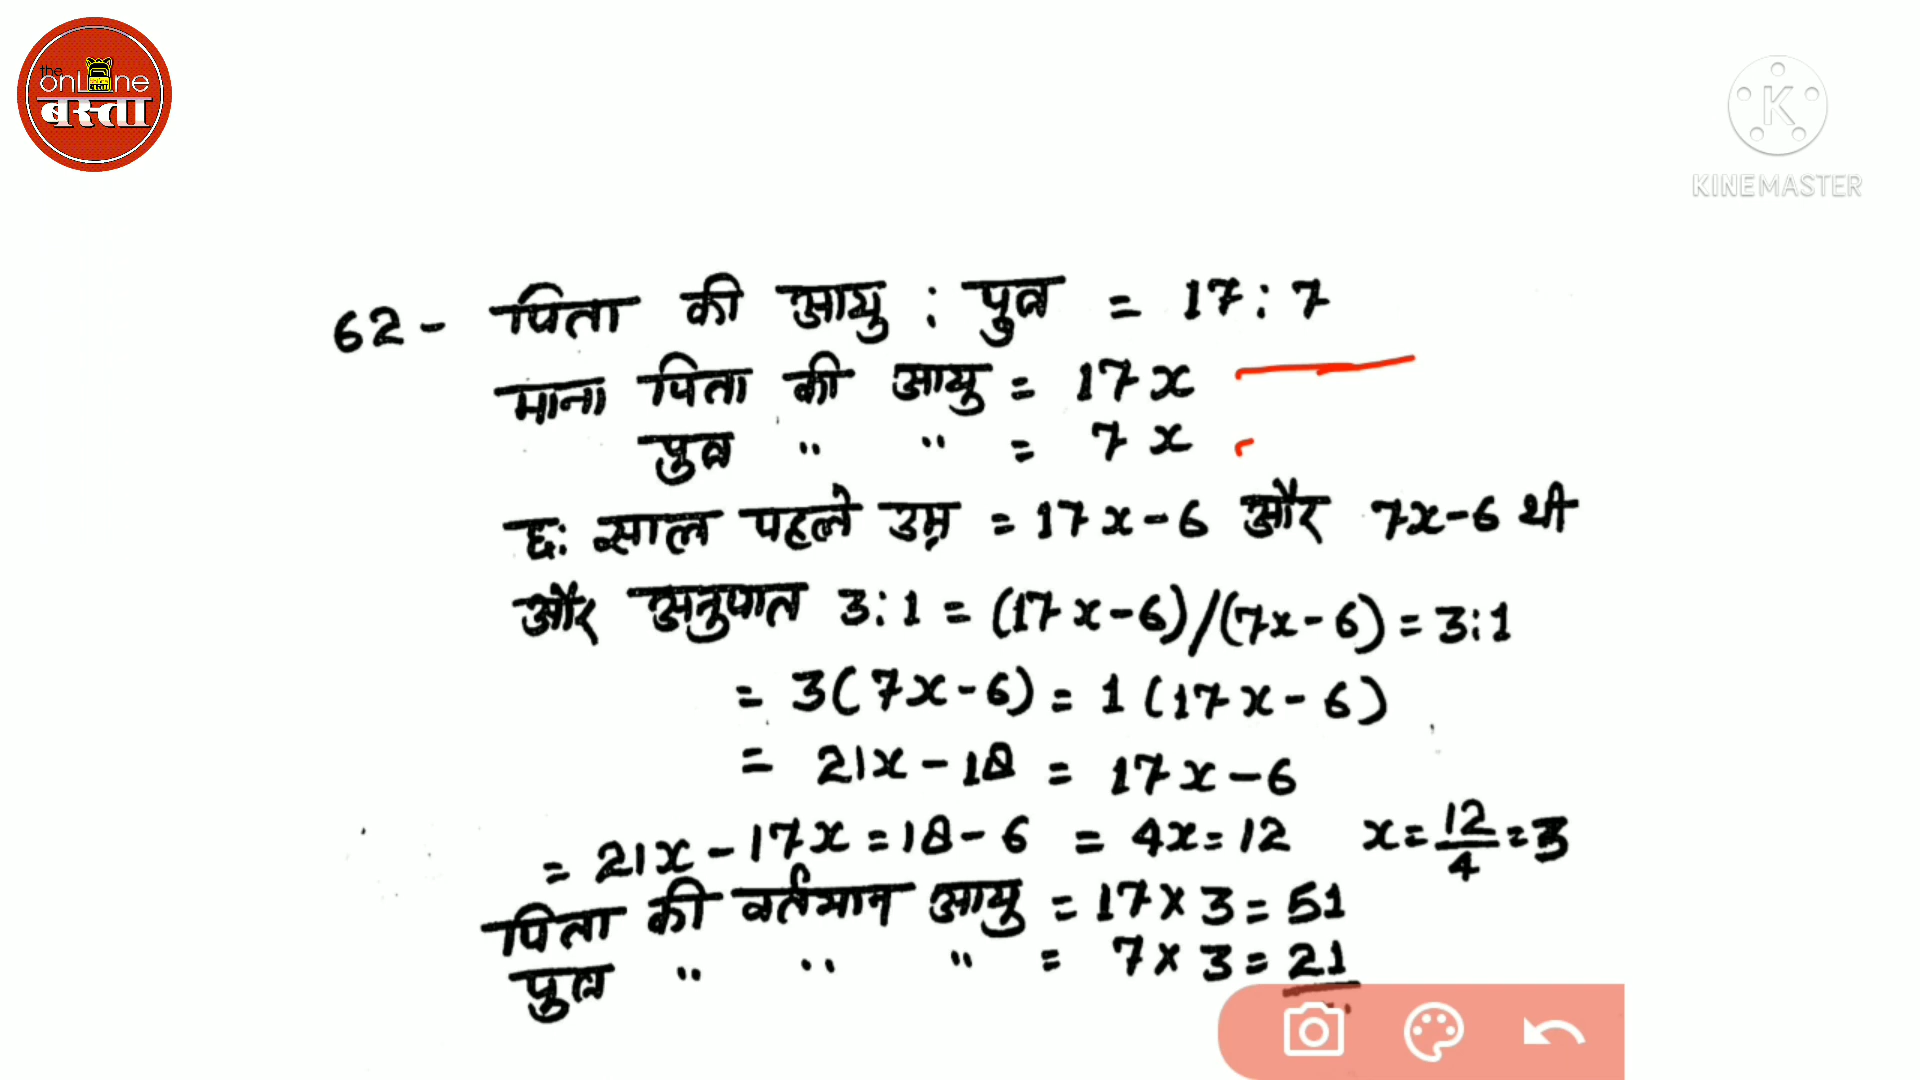 the
onLine
बस्ता
K
KINEMASTER
62- पिता की आयु : पुत्र = 17:7
माना पिता की आयु = 17x
पुत्र " " = 7x
छ: साल पहले उम्र = 17x-6 और 7x-6 थी
और अनुपात 3:1 = (17x-6)/(7x-6) = 3:1
= 3(7x-6) = 1(17x-6)
= 21x-18 = 17x-6
= 21x-17x=18-6 = 4x=12 x=12/4=3
पिता की वर्तमान आयु = 17×3=51
पुत्र " " " = 7×3=21